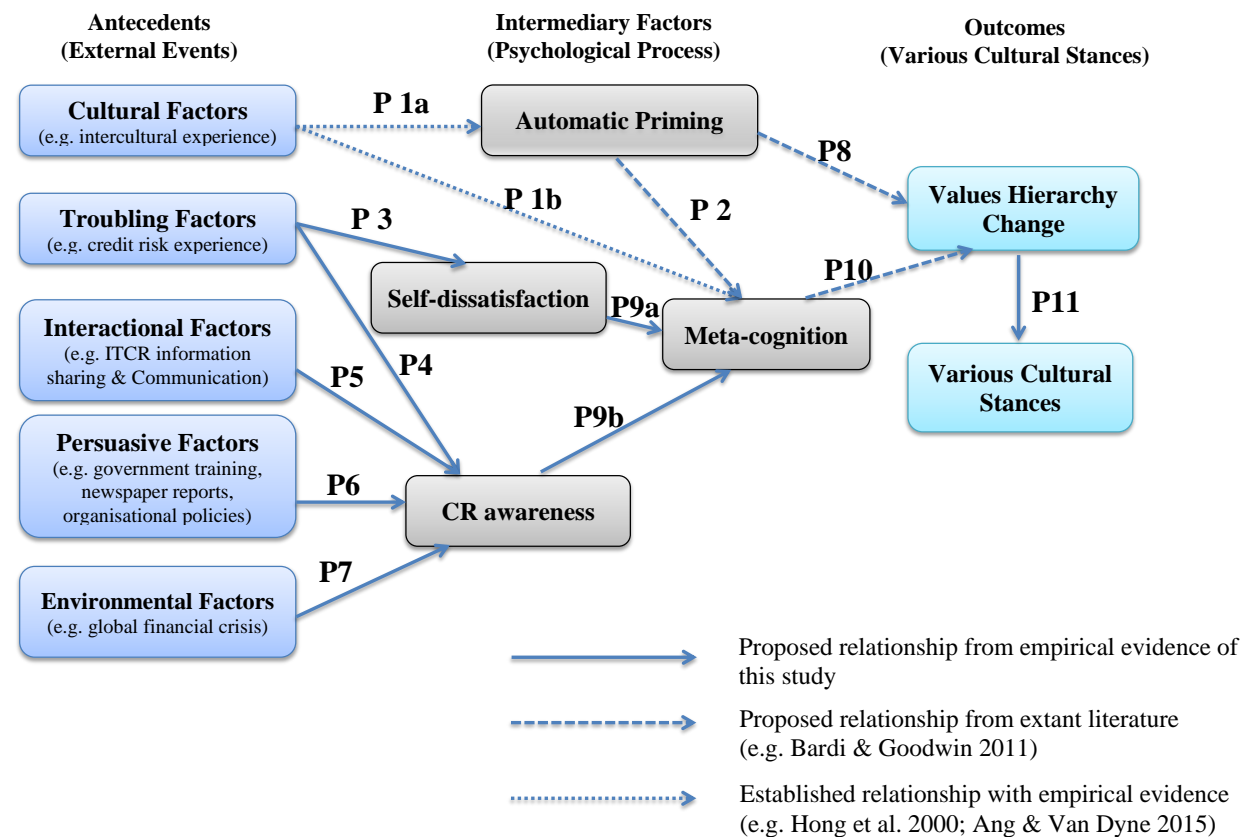 Antecedents
(External Events)
Intermediary Factors
(Psychological Process)
Outcomes
(Various Cultural Stances)
Cultural Factors
(e.g. intercultural experience)
P 1a
Automatic Priming
P8
P 1b
P 2
Values Hierarchy
Change
Troubling Factors
(e.g. credit risk experience)
P 3
Self-dissatisfaction
P9a
P10
Meta-cognition
P11
Interactional Factors
(e.g. ITCR information
sharing & Communication)
P5
P4
Various Cultural
Stances
P9b
Persuasive Factors
(e.g. government training,
newspaper reports,
organisational policies)
P6
CR awareness
P7
Environmental Factors
(e.g. global financial crisis)
Proposed relationship from empirical evidence of
this study
Proposed relationship from extant literature
(e.g. Bardi & Goodwin 2011)
Established relationship with empirical evidence
(e.g. Hong et al. 2000; Ang & Van Dyne 2015)